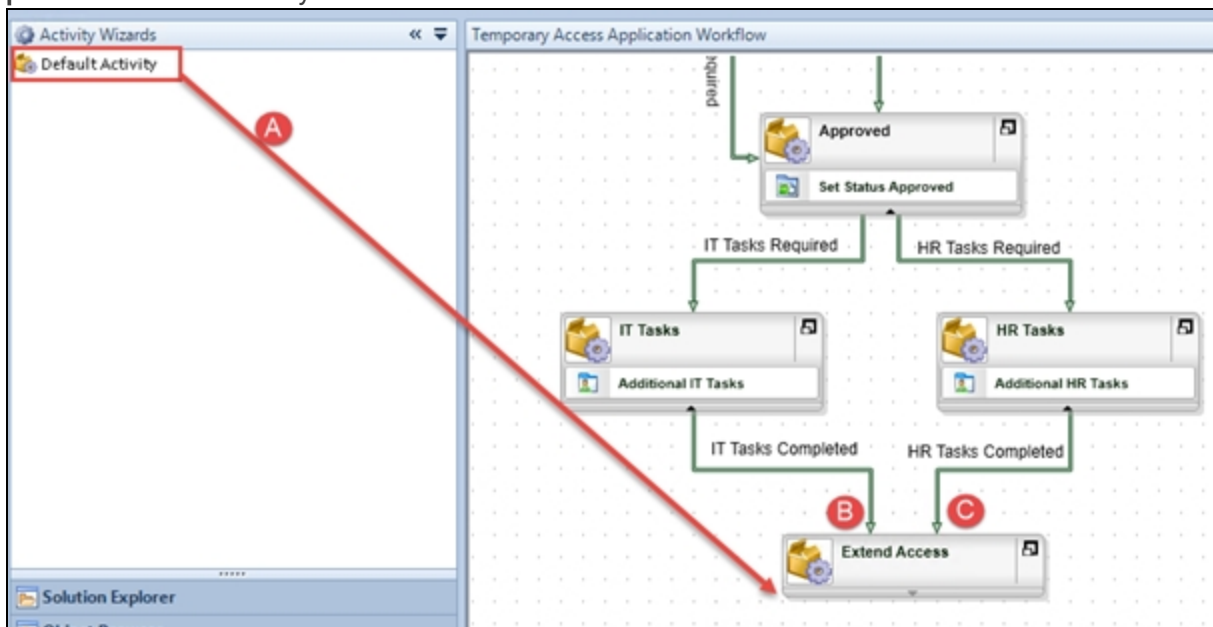 Activity Wizards
Temporary Access Application Workflow
Default Activity
A
Approved
Set Status Approved
IT Tasks Required
HR Tasks Required
IT Tasks
HR Tasks
Additional IT Tasks
Additional HR Tasks
IT Tasks Completed
HR Tasks Completed
B
C
Extend Access
Solution Explorer